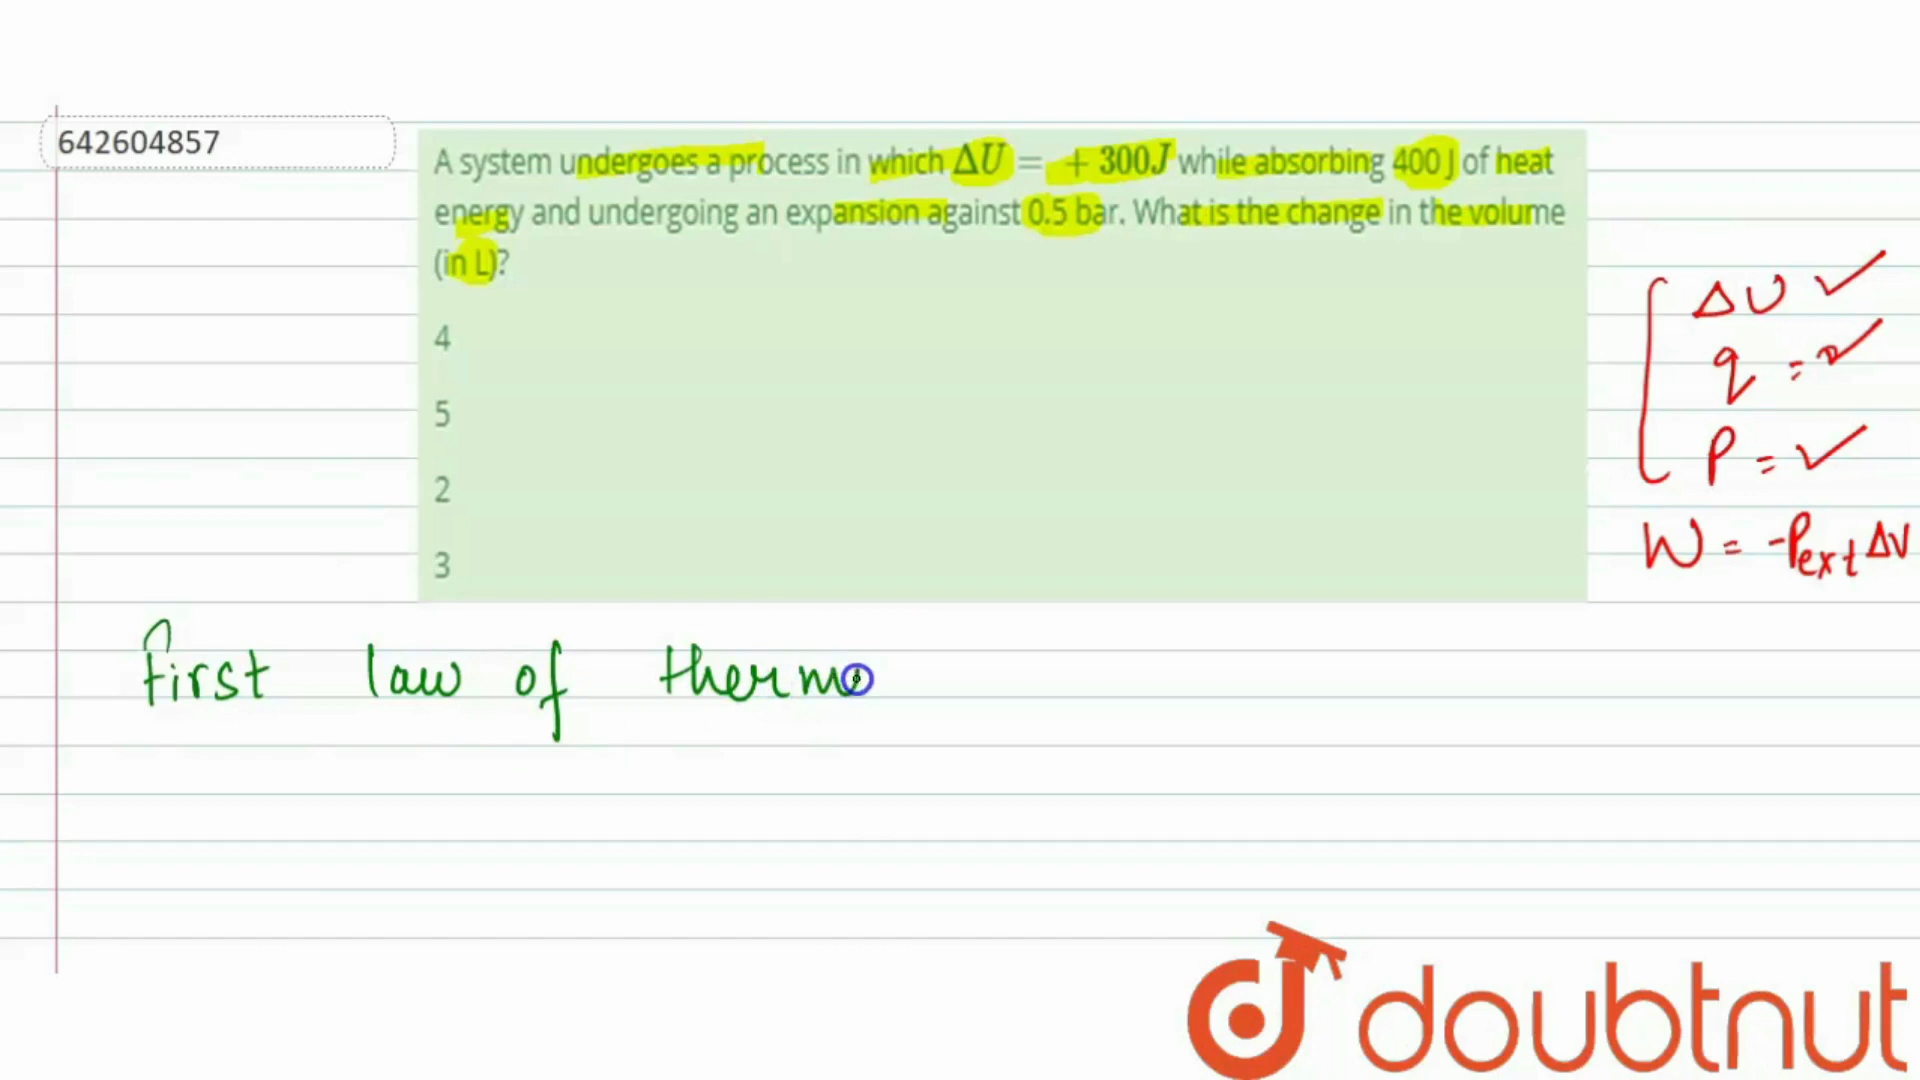 642604857
A system undergoes a process in which ΔU = +300J while absorbing 400 J of heat
energy and undergoing an expansion against 0.5 bar. What is the change in the volume
(in L)?
4
5
2
3
ΔU ✓
q = ✓
P = ✓
W = -Pext ΔV
first law of thermo
doubtnut